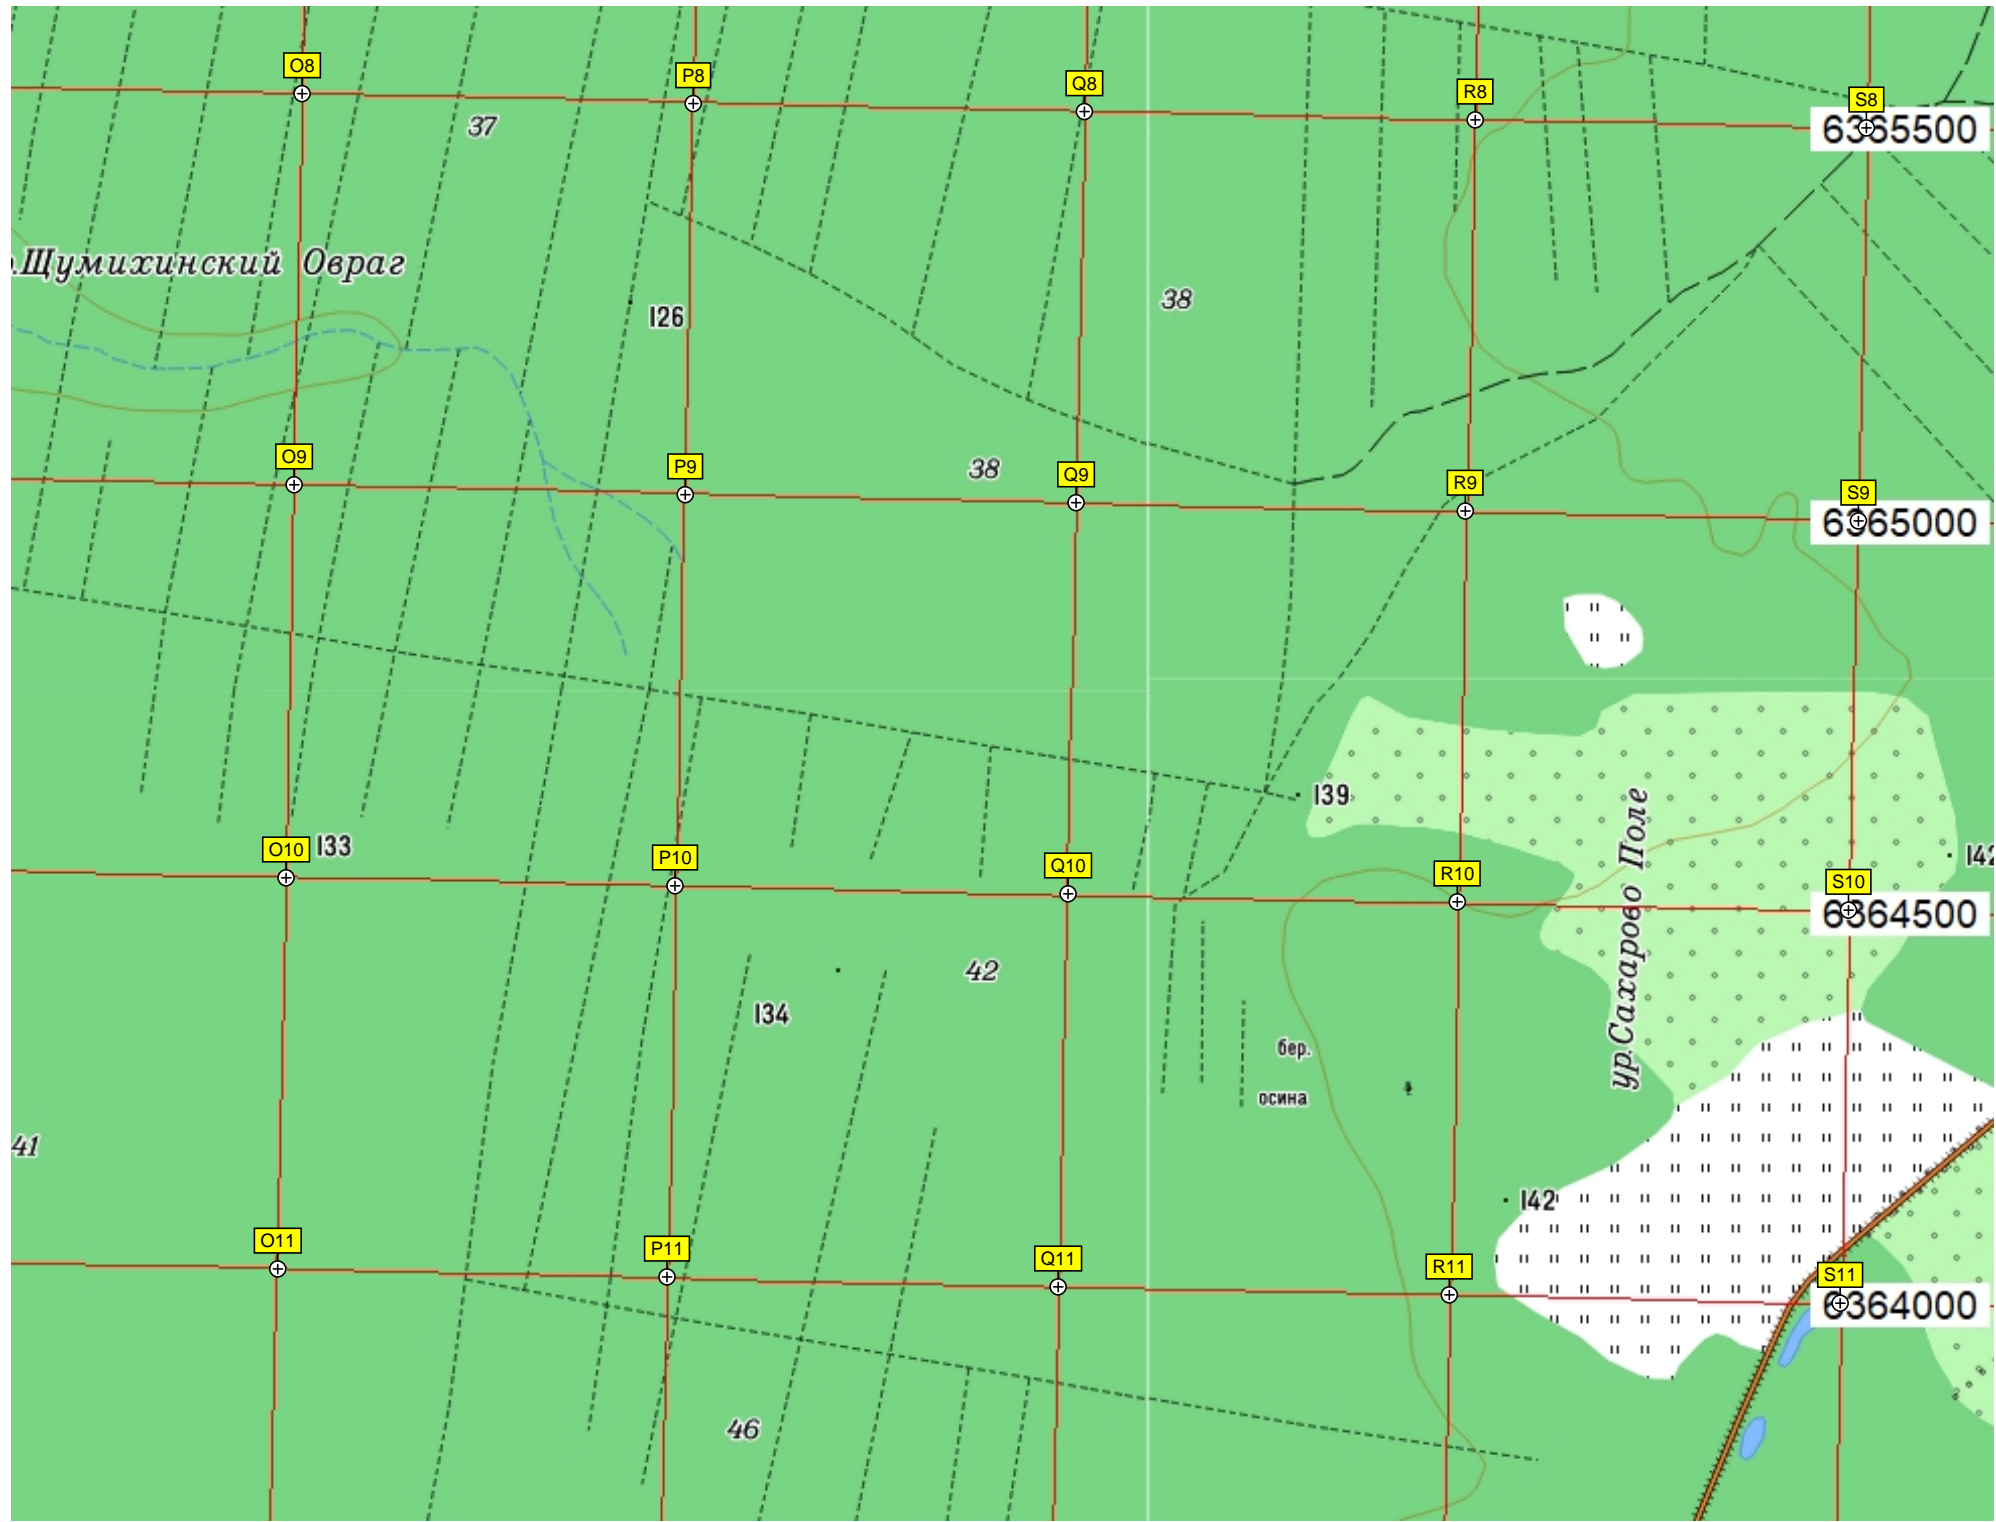 O8
P8
Q8
R8
S8
6365500
37
.Щумихинский Овраг
38
126
O9
P9
38
Q9
R9
S9
6365000
139
O10
133
P10
Q10
R10
S10
142
6364500
ур.Сахарово Поле
42
134
бер.
осина
41
142
O11
P11
Q11
R11
S11
6364000
46